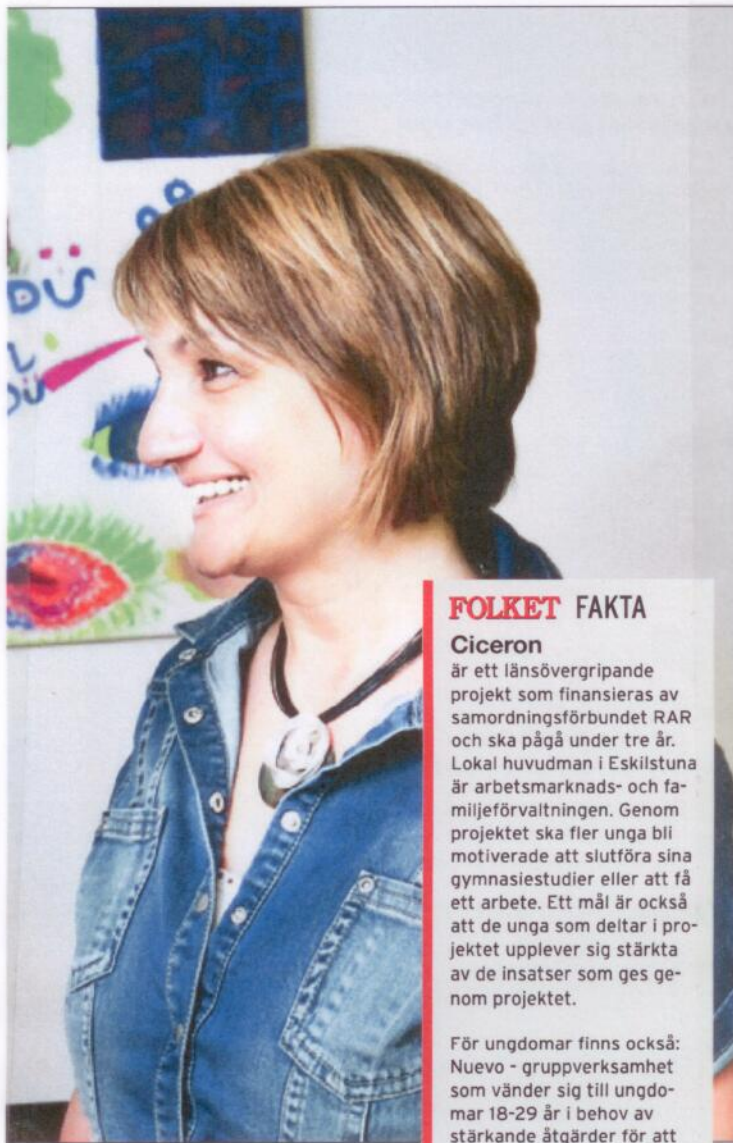 DU
L
DU
FOLKET FAKTA
Ciceron
är ett länsövergripande
projekt som finansieras av
samordningsförbundet RAR
och ska pågå under tre år.
Lokal huvudman i Eskilstuna
är arbetsmarknads- och fa-
miljeförvaltningen. Genom
projektet ska fler unga bli
motiverade att slutföra sina
gymnasiestudier eller att få
ett arbete. Ett mål är också
att de unga som deltar i pro-
jektet upplever sig stärkta
av de insatser som ges ge-
nom projektet.
För ungdomar finns också:
Nuevo - gruppverksamhet
som vänder sig till ungdo-
mar 18-29 år i behov av
stärkande åtgärder för att